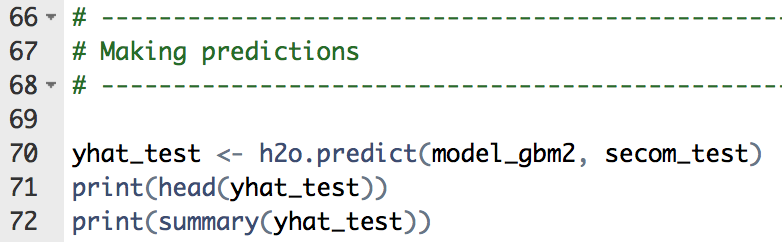 66 # ----------------------------------------------
67 # Making predictions
68 # ----------------------------------------------
69
70 yhat_test <- h2o.predict(model_gbm2, secom_test)
71 print(head(yhat_test))
72 print(summary(yhat_test))